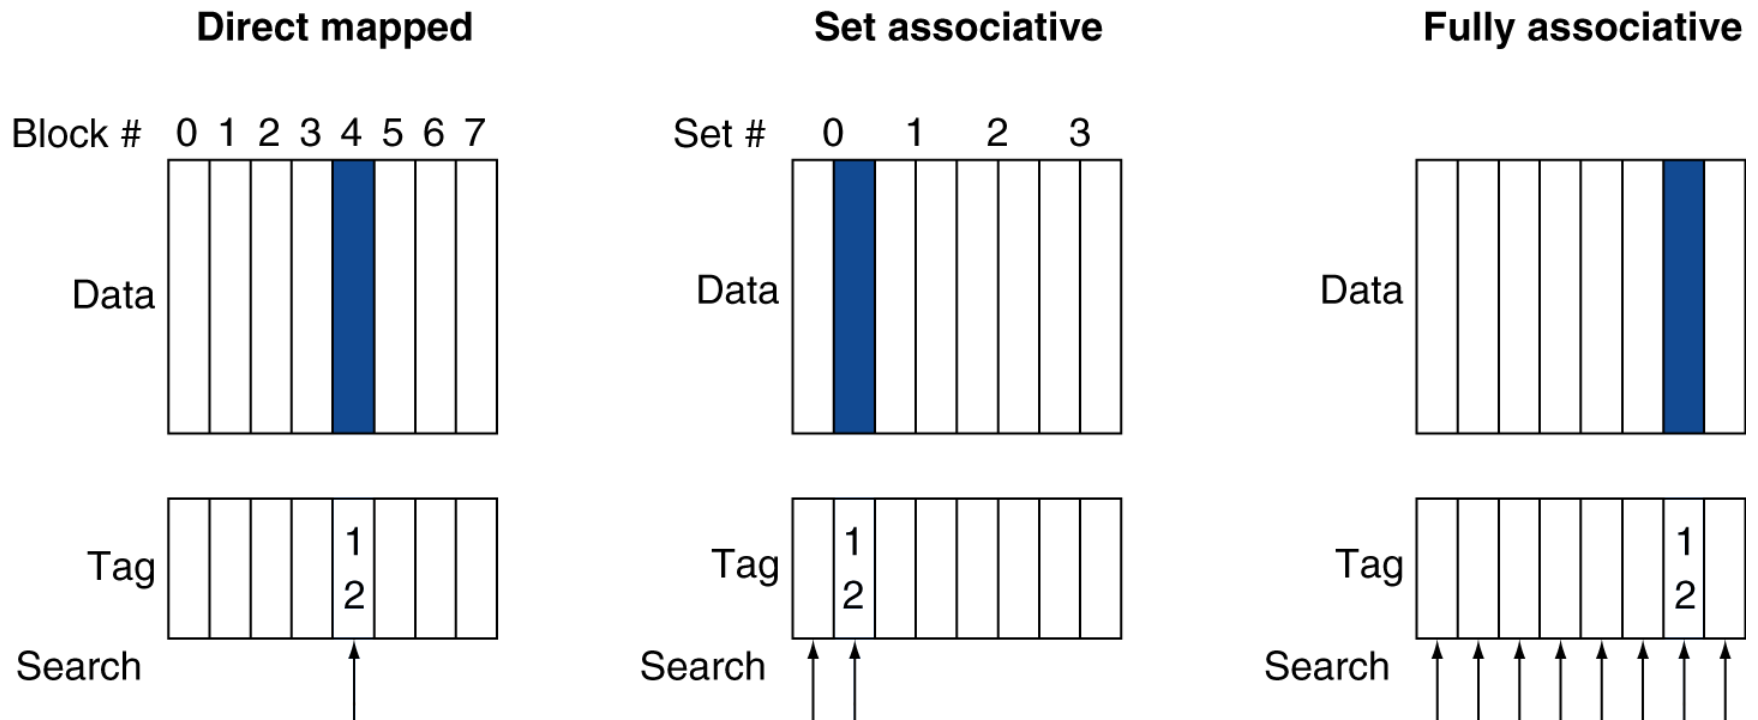 Direct mapped
Block # 0 1 2 3 4 5 6 7
Data
Tag
1
2
Search
Set associative
Set # 0 1 2 3
Data
Tag
1
2
Search
Fully associative
Data
Tag
1
2
Search